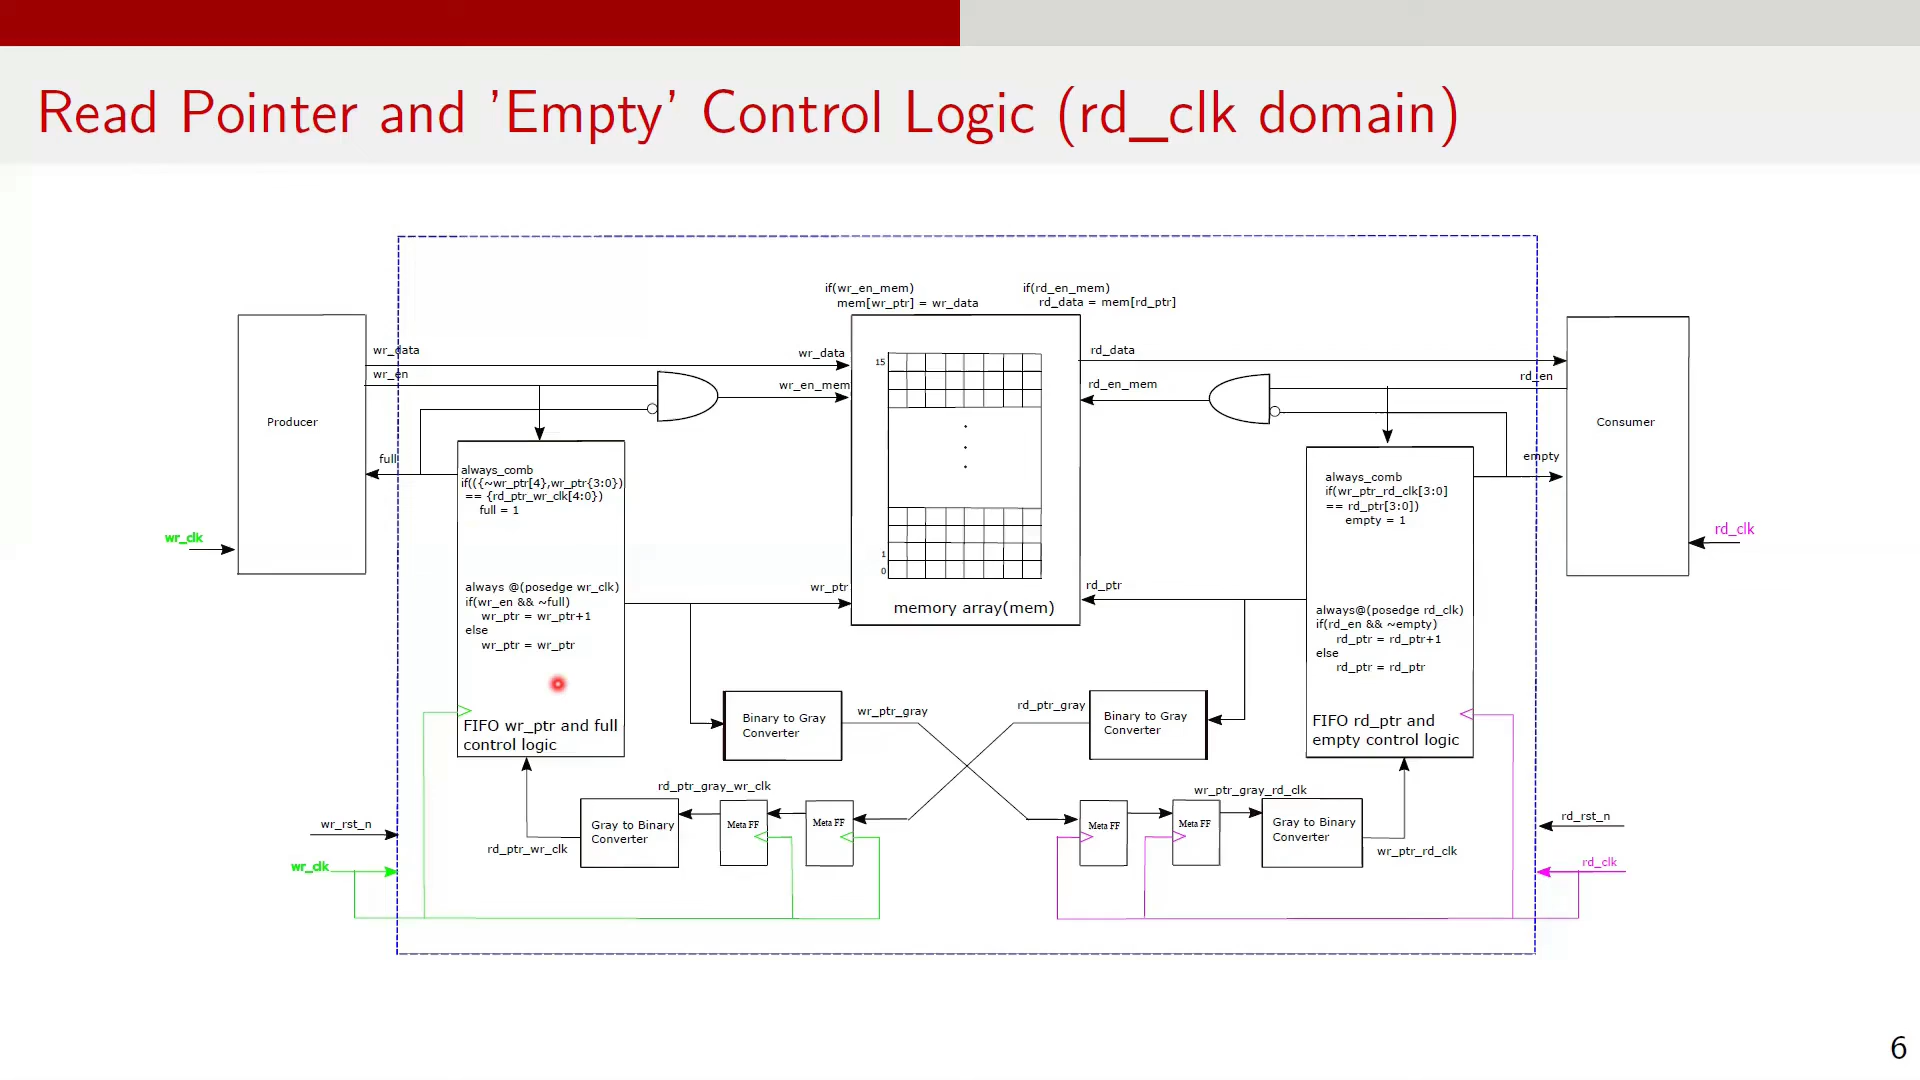 Read Pointer and 'Empty' Control Logic (rd_clk domain)
if(wr_en_mem)
mem[wr_ptr] = wr_data
if(rd_en_mem)
rd_data = mem[rd_ptr]
Producer
wr_data
wr_en
full
wr_clk
wr_data
wr_en_mem
always_comb
if(({~wr_ptr[4],wr_ptr{3:0})
== {rd_ptr_wr_clk[4:0})
full = 1
always @(posedge wr_clk)
if(wr_en && ~full)
wr_ptr = wr_ptr+1
else
wr_ptr = wr_ptr
FIFO wr_ptr and full
control logic
wr_ptr
15
1
0
memory array(mem)
rd_data
rd_en_mem
rd_ptr
rd_en
empty
Consumer
rd_clk
always_comb
if(wr_ptr_rd_clk[3:0]
== rd_ptr[3:0])
empty = 1
always@(posedge rd_clk)
if(rd_en && ~empty)
rd_ptr = rd_ptr+1
else
rd_ptr = rd_ptr
FIFO rd_ptr and
empty control logic
Binary to Gray
Converter
wr_ptr_gray
rd_ptr_gray
Binary to Gray
Converter
rd_ptr_gray_wr_clk
wr_ptr_gray_rd_clk
Gray to Binary
Converter
Meta FF
Meta FF
Meta FF
Meta FF
Gray to Binary
Converter
rd_ptr_wr_clk
wr_ptr_rd_clk
wr_rst_n
wr_clk
rd_rst_n
rd_clk
6